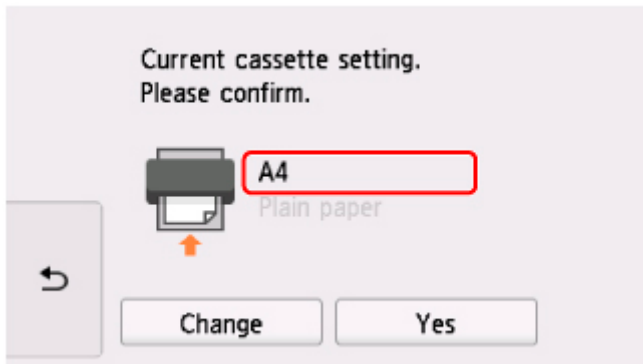 Current cassette setting.
Please confirm.
A4
Plain paper
Change
Yes